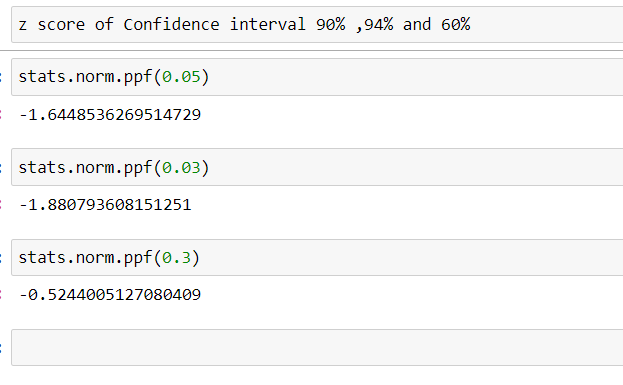 z score of Confidence interval 90% ,94% and 60%
stats.norm.ppf(0.05)
-1.6448536269514729
stats.norm.ppf(0.03)
-1.880793608151251
stats.norm.ppf(0.3)
-0.5244005127080409